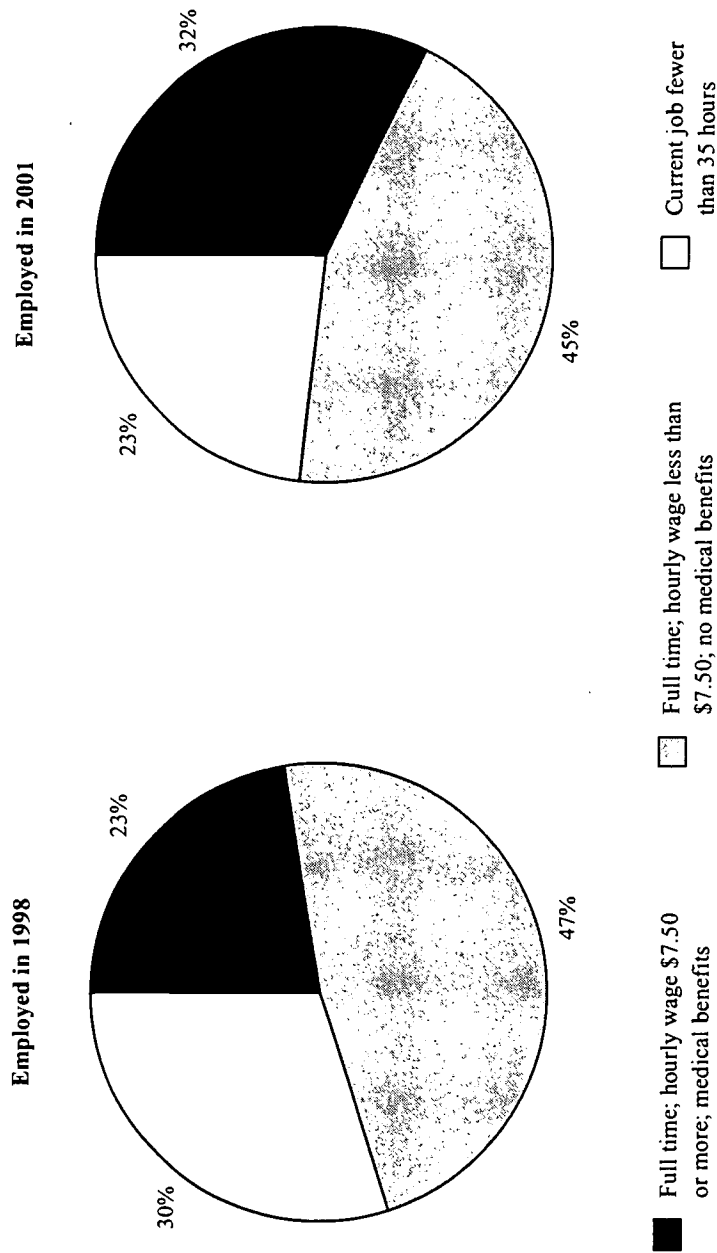 Employed in 1998
23%
47%
30%
Employed in 2001
32%
45%
23%
Full time; hourly wage $7.50
or more; medical benefits
Full time; hourly wage less than
$7.50; no medical benefits
Current job fewer
than 35 hours